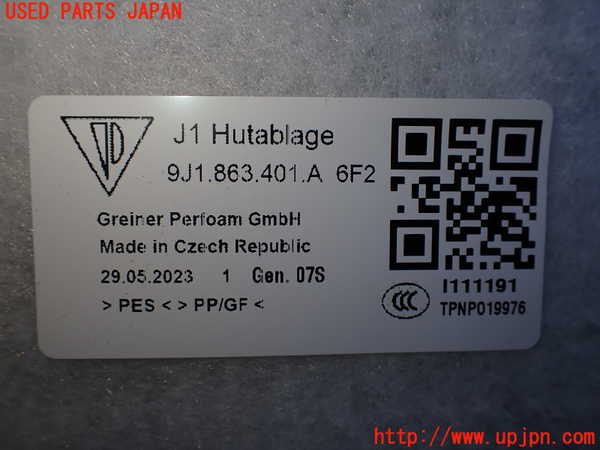 USED PARTS JAPAN
J1 Hutablage
9J1.863.401.A 6F2
Greiner Perfoam GmbH
Made in Czech Republic
29.05.2023 1 Gen. 07S
> PES < > PP/GF <
I111191
CCC
TPNP019976
http://www.upjpn.com